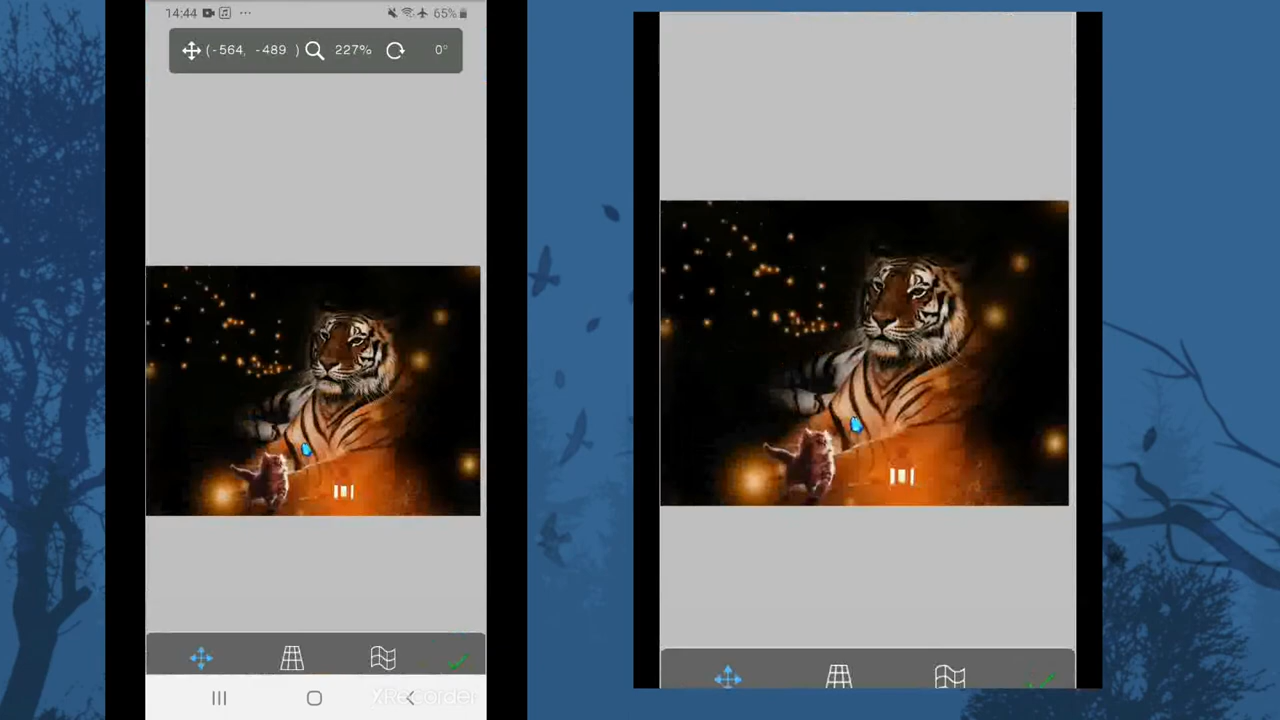 14:44 ... 65%
(-564, -489 ) 227% 0°
XRecorder